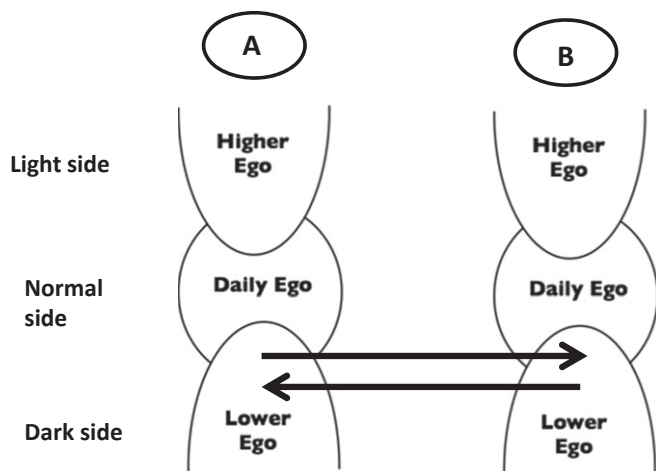 A
B
Higher
Ego
Higher
Ego
Light side
Daily Ego
Daily Ego
Normal
side
Lower
Ego
Lower
Ego
Dark side